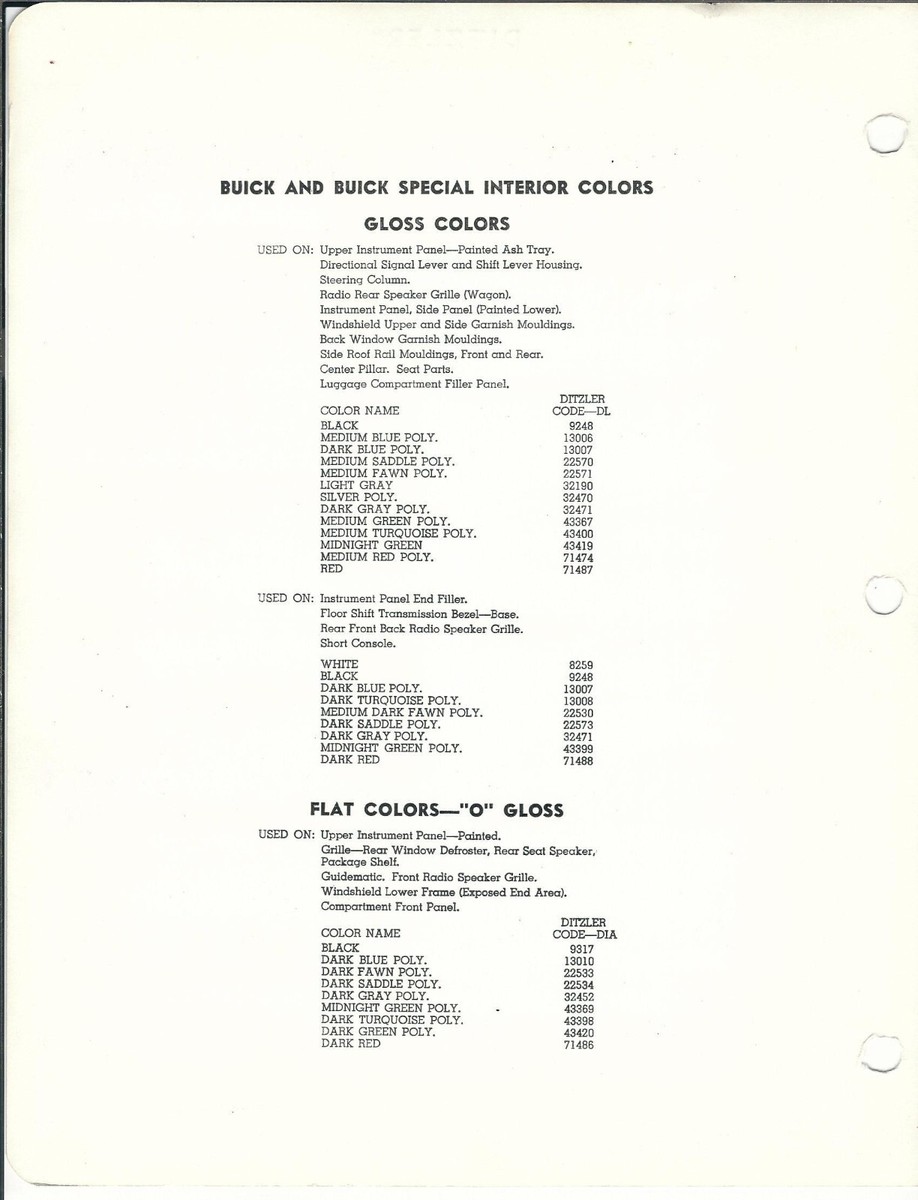 BUICK AND BUICK SPECIAL INTERIOR COLORS
GLOSS COLORS
USED ON: Upper Instrument Panel—Painted Ash Tray.
Directional Signal Lever and Shift Lever Housing.
Steering Column.
Radio Rear Speaker Grille (Wagon).
Instrument Panel, Side Panel (Painted Lower).
Windshield Upper and Side Garnish Mouldings.
Back Window Garnish Mouldings.
Side Roof Rail Mouldings, Front and Rear.
Center Pillar. Seat Parts.
Luggage Compartment Filler Panel.
DITZLER
COLOR NAME CODE—DL
BLACK 9248
MEDIUM BLUE POLY. 13006
DARK BLUE POLY. 13007
MEDIUM SADDLE POLY. 22570
MEDIUM FAWN POLY. 22571
LIGHT GRAY 32190
SILVER POLY. 32470
DARK GRAY POLY. 32471
MEDIUM GREEN POLY. 43367
MEDIUM TURQUOISE POLY. 43400
MIDNIGHT GREEN 43419
MEDIUM RED POLY. 71474
RED 71487
USED ON: Instrument Panel End Filler.
Floor Shift Transmission Bezel—Base.
Rear Front Back Radio Speaker Grille.
Short Console.
WHITE 8259
BLACK 9248
DARK BLUE POLY. 13007
DARK TURQUOISE POLY. 13008
MEDIUM DARK FAWN POLY. 22530
DARK SADDLE POLY. 22573
DARK GRAY POLY. 32471
MIDNIGHT GREEN POLY. 43399
DARK RED 71488
FLAT COLORS—"O" GLOSS
USED ON: Upper Instrument Panel—Painted.
Grille—Rear Window Defroster, Rear Seat Speaker,
Package Shelf.
Guidematic. Front Radio Speaker Grille.
Windshield Lower Frame (Exposed End Area).
Compartment Front Panel.
DITZLER
COLOR NAME CODE—DIA
BLACK 9317
DARK BLUE POLY. 13010
DARK FAWN POLY. 22533
DARK SADDLE POLY. 22534
DARK GRAY POLY. 32452
MIDNIGHT GREEN POLY. 43369
DARK TURQUOISE POLY. 43398
DARK GREEN POLY. 43420
DARK RED 71486